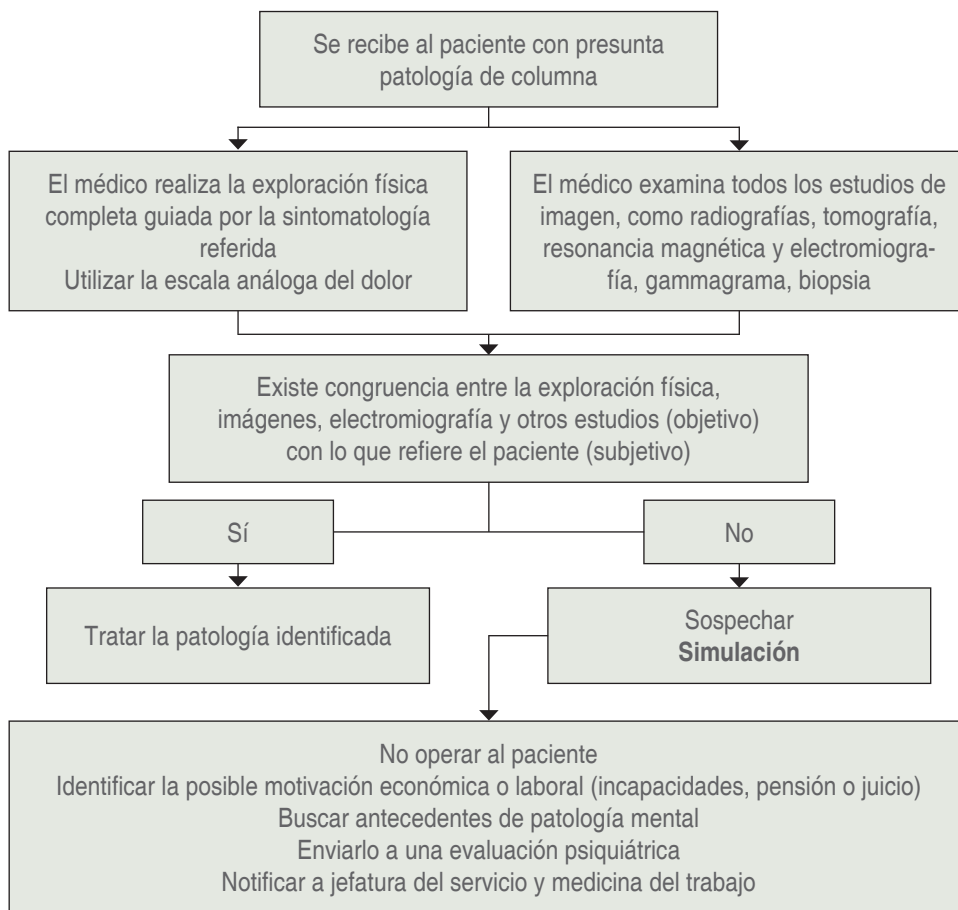 Se recibe al paciente con presunta
patología de columna
El médico realiza la exploración física
completa guiada por la sintomatología
referida
Utilizar la escala análoga del dolor
El médico examina todos los estudios de
imagen, como radiografías, tomografía,
resonancia magnética y electromiogra-
fía, gammagrama, biopsia
Existe congruencia entre la exploración física,
imágenes, electromiografía y otros estudios (objetivo)
con lo que refiere el paciente (subjetivo)
Sí
No
Tratar la patología identificada
Sospechar
Simulación
No operar al paciente
Identificar la posible motivación económica o laboral (incapacidades, pensión o juicio)
Buscar antecedentes de patología mental
Enviarlo a una evaluación psiquiátrica
Notificar a jefatura del servicio y medicina del trabajo